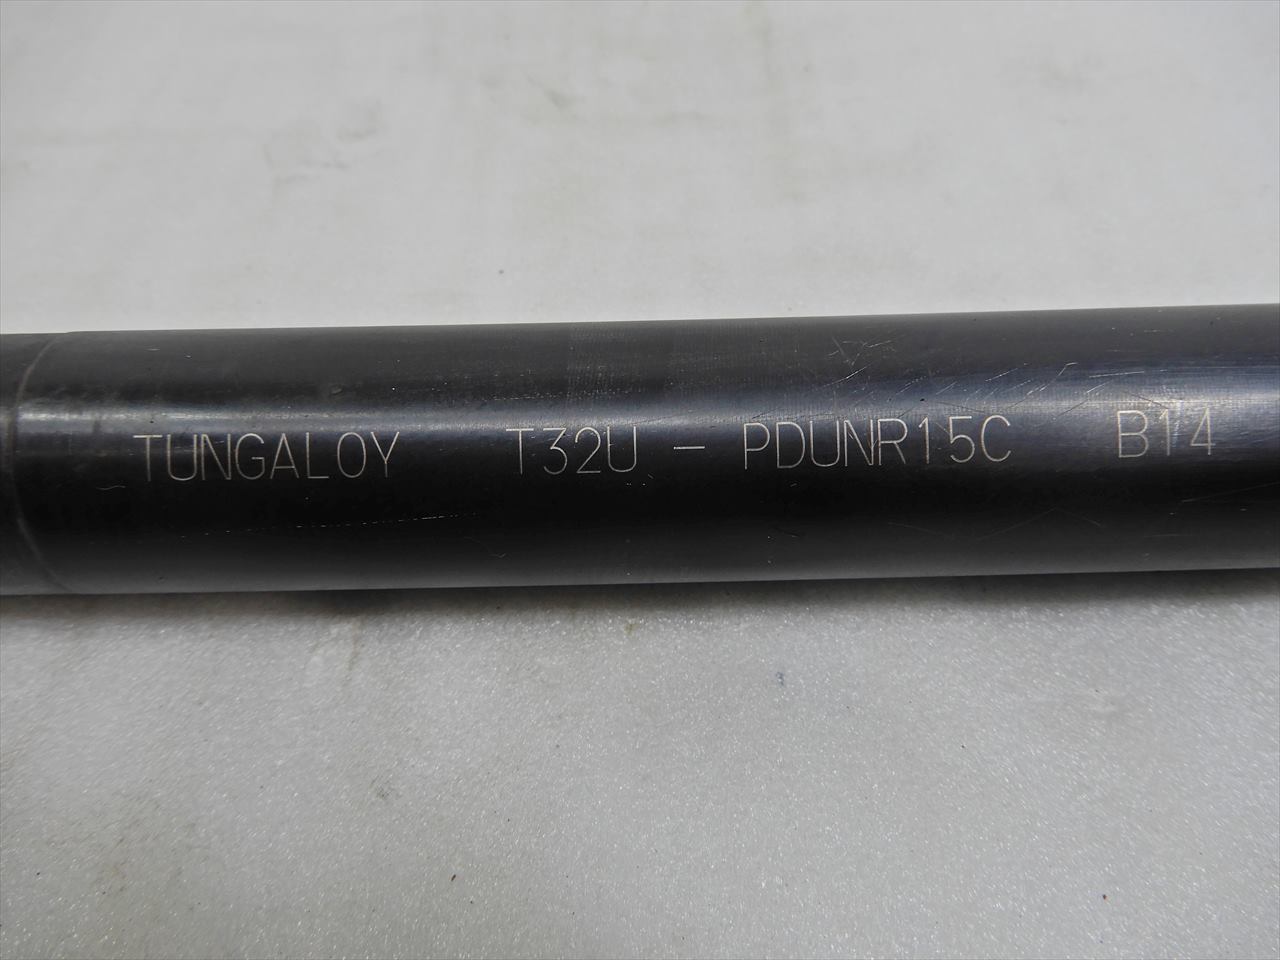 TUNGALOY T32U - PDUNR15C B14